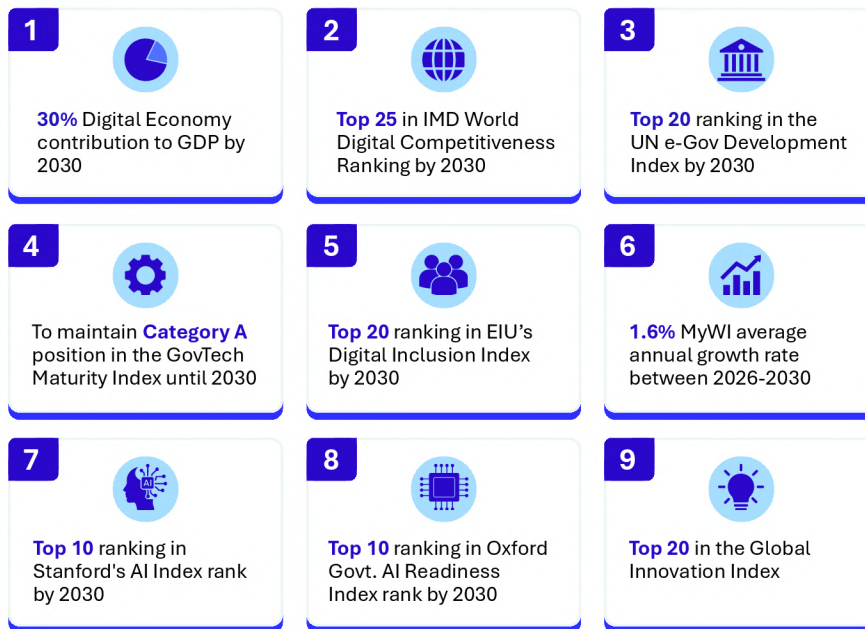 1
30% Digital Economy
contribution to GDP by
2030
2
Top 25 in IMD World
Digital Competitiveness
Ranking by 2030
3
Top 20 ranking in the
UN e-Gov Development
Index by 2030
4
To maintain Category A
position in the GovTech
Maturity Index until 2030
5
Top 20 ranking in EIU’s
Digital Inclusion Index
by 2030
6
1.6% MyWI average
annual growth rate
between 2026-2030
7
AI
Top 10 ranking in
Stanford's AI Index rank
by 2030
8
Top 10 ranking in Oxford
Govt. AI Readiness
Index rank by 2030
9
Top 20 in the Global
Innovation Index